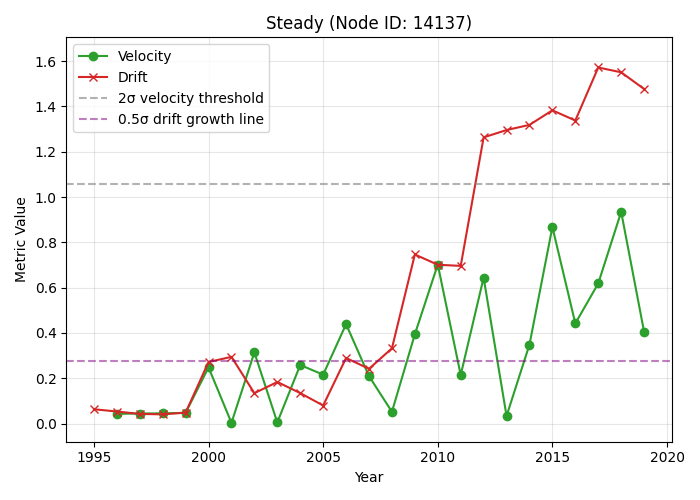 Steady (Node ID: 14137)
Velocity
Drift
2σ velocity threshold
0.5σ drift growth line
Metric Value
1.6
1.4
1.2
1.0
0.8
0.6
0.4
0.2
0.0
1995 2000 2005 2010 2015 2020
Year